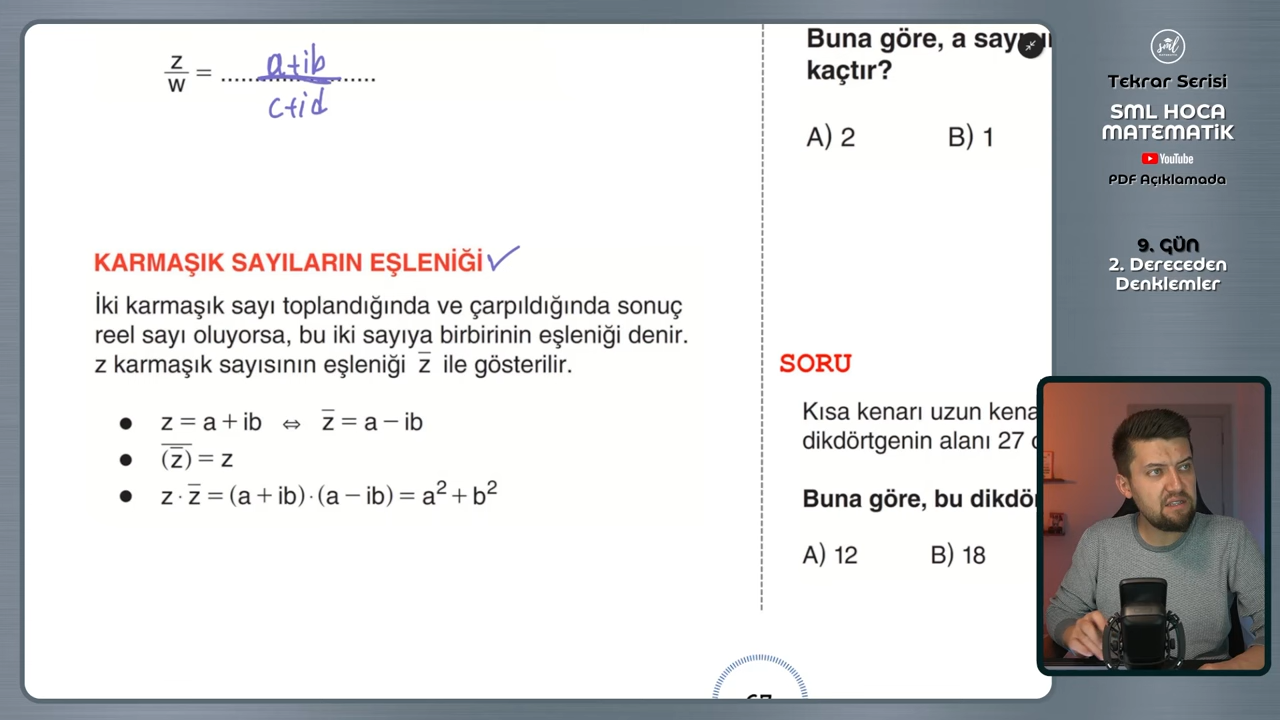 z/w = ........ a+ib / c+id ........
KARMAŞIK SAYILARIN EŞLENİĞİ
İki karmaşık sayı toplandığında ve çarpıldığında sonuç
reel sayı oluyorsa, bu iki sayıya birbirinin eşleniği denir.
z karmaşık sayısının eşleniği z̅ ile gösterilir.
• z = a + ib ⇔ z̅ = a − ib
• (z̅)̅ = z
• z · z̅ = (a + ib) · (a − ib) = a² + b²
Buna göre, a
kaçtır?
A) 2 B) 1
SORU
Kısa kenarı uzun
dikdörtgenin alanı 27
Buna göre, bu
A) 12 B) 18
sml
Tekrar Serisi
SML HOCA
MATEMATİK
YouTube
PDF Açıklamada
9. GÜN
2. Dereceden
Denklemler